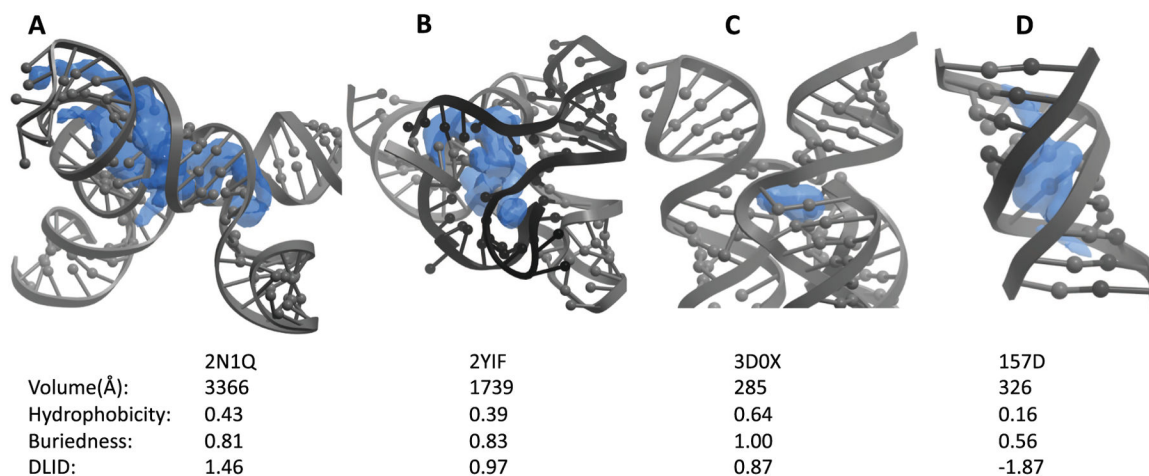 A B C D
2N1Q 2YIF 3D0X 157D
Volume(Å): 3366 1739 285 326
Hydrophobicity: 0.43 0.39 0.64 0.16
Buriedness: 0.81 0.83 1.00 0.56
DLID: 1.46 0.97 0.87 -1.87